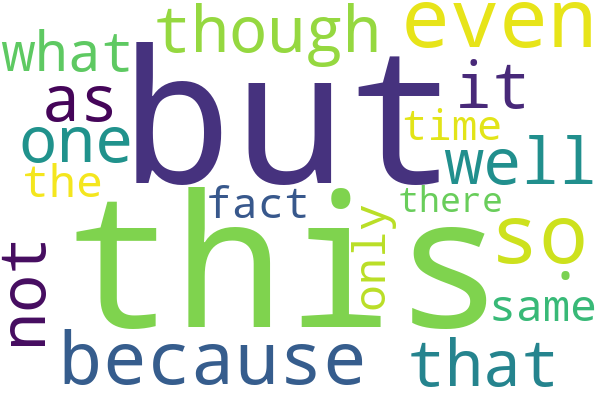 even
though
what
but
it
as
time
one
well
the
there
fact
this
only
so
not
same
because
that